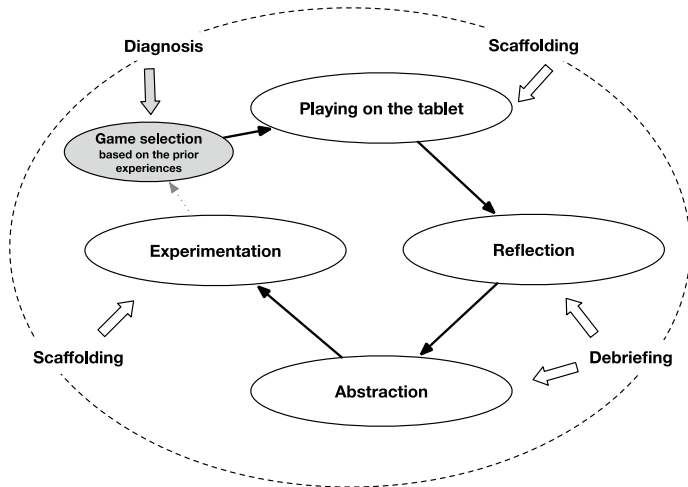 Diagnosis
Scaffolding
Playing on the tablet
Game selection
based on the prior
experiences
Experimentation
Reflection
Scaffolding
Debriefing
Abstraction